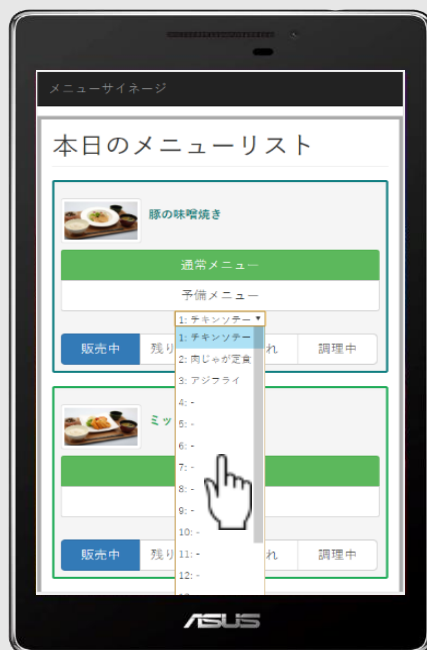 メニューサイネージ
本日のメニューリスト
豚の味噌焼き
通常メニュー
予備メニュー
1: チキンソテー
販売中 残り れ 調理中
1: チキンソテー
2: 肉じゃが定食
3: アジフライ
4: -
5: -
6: -
7: -
8: -
9: -
10: -
11: -
12: -
ミッ
販売中 残り れ 調理中
ASUS